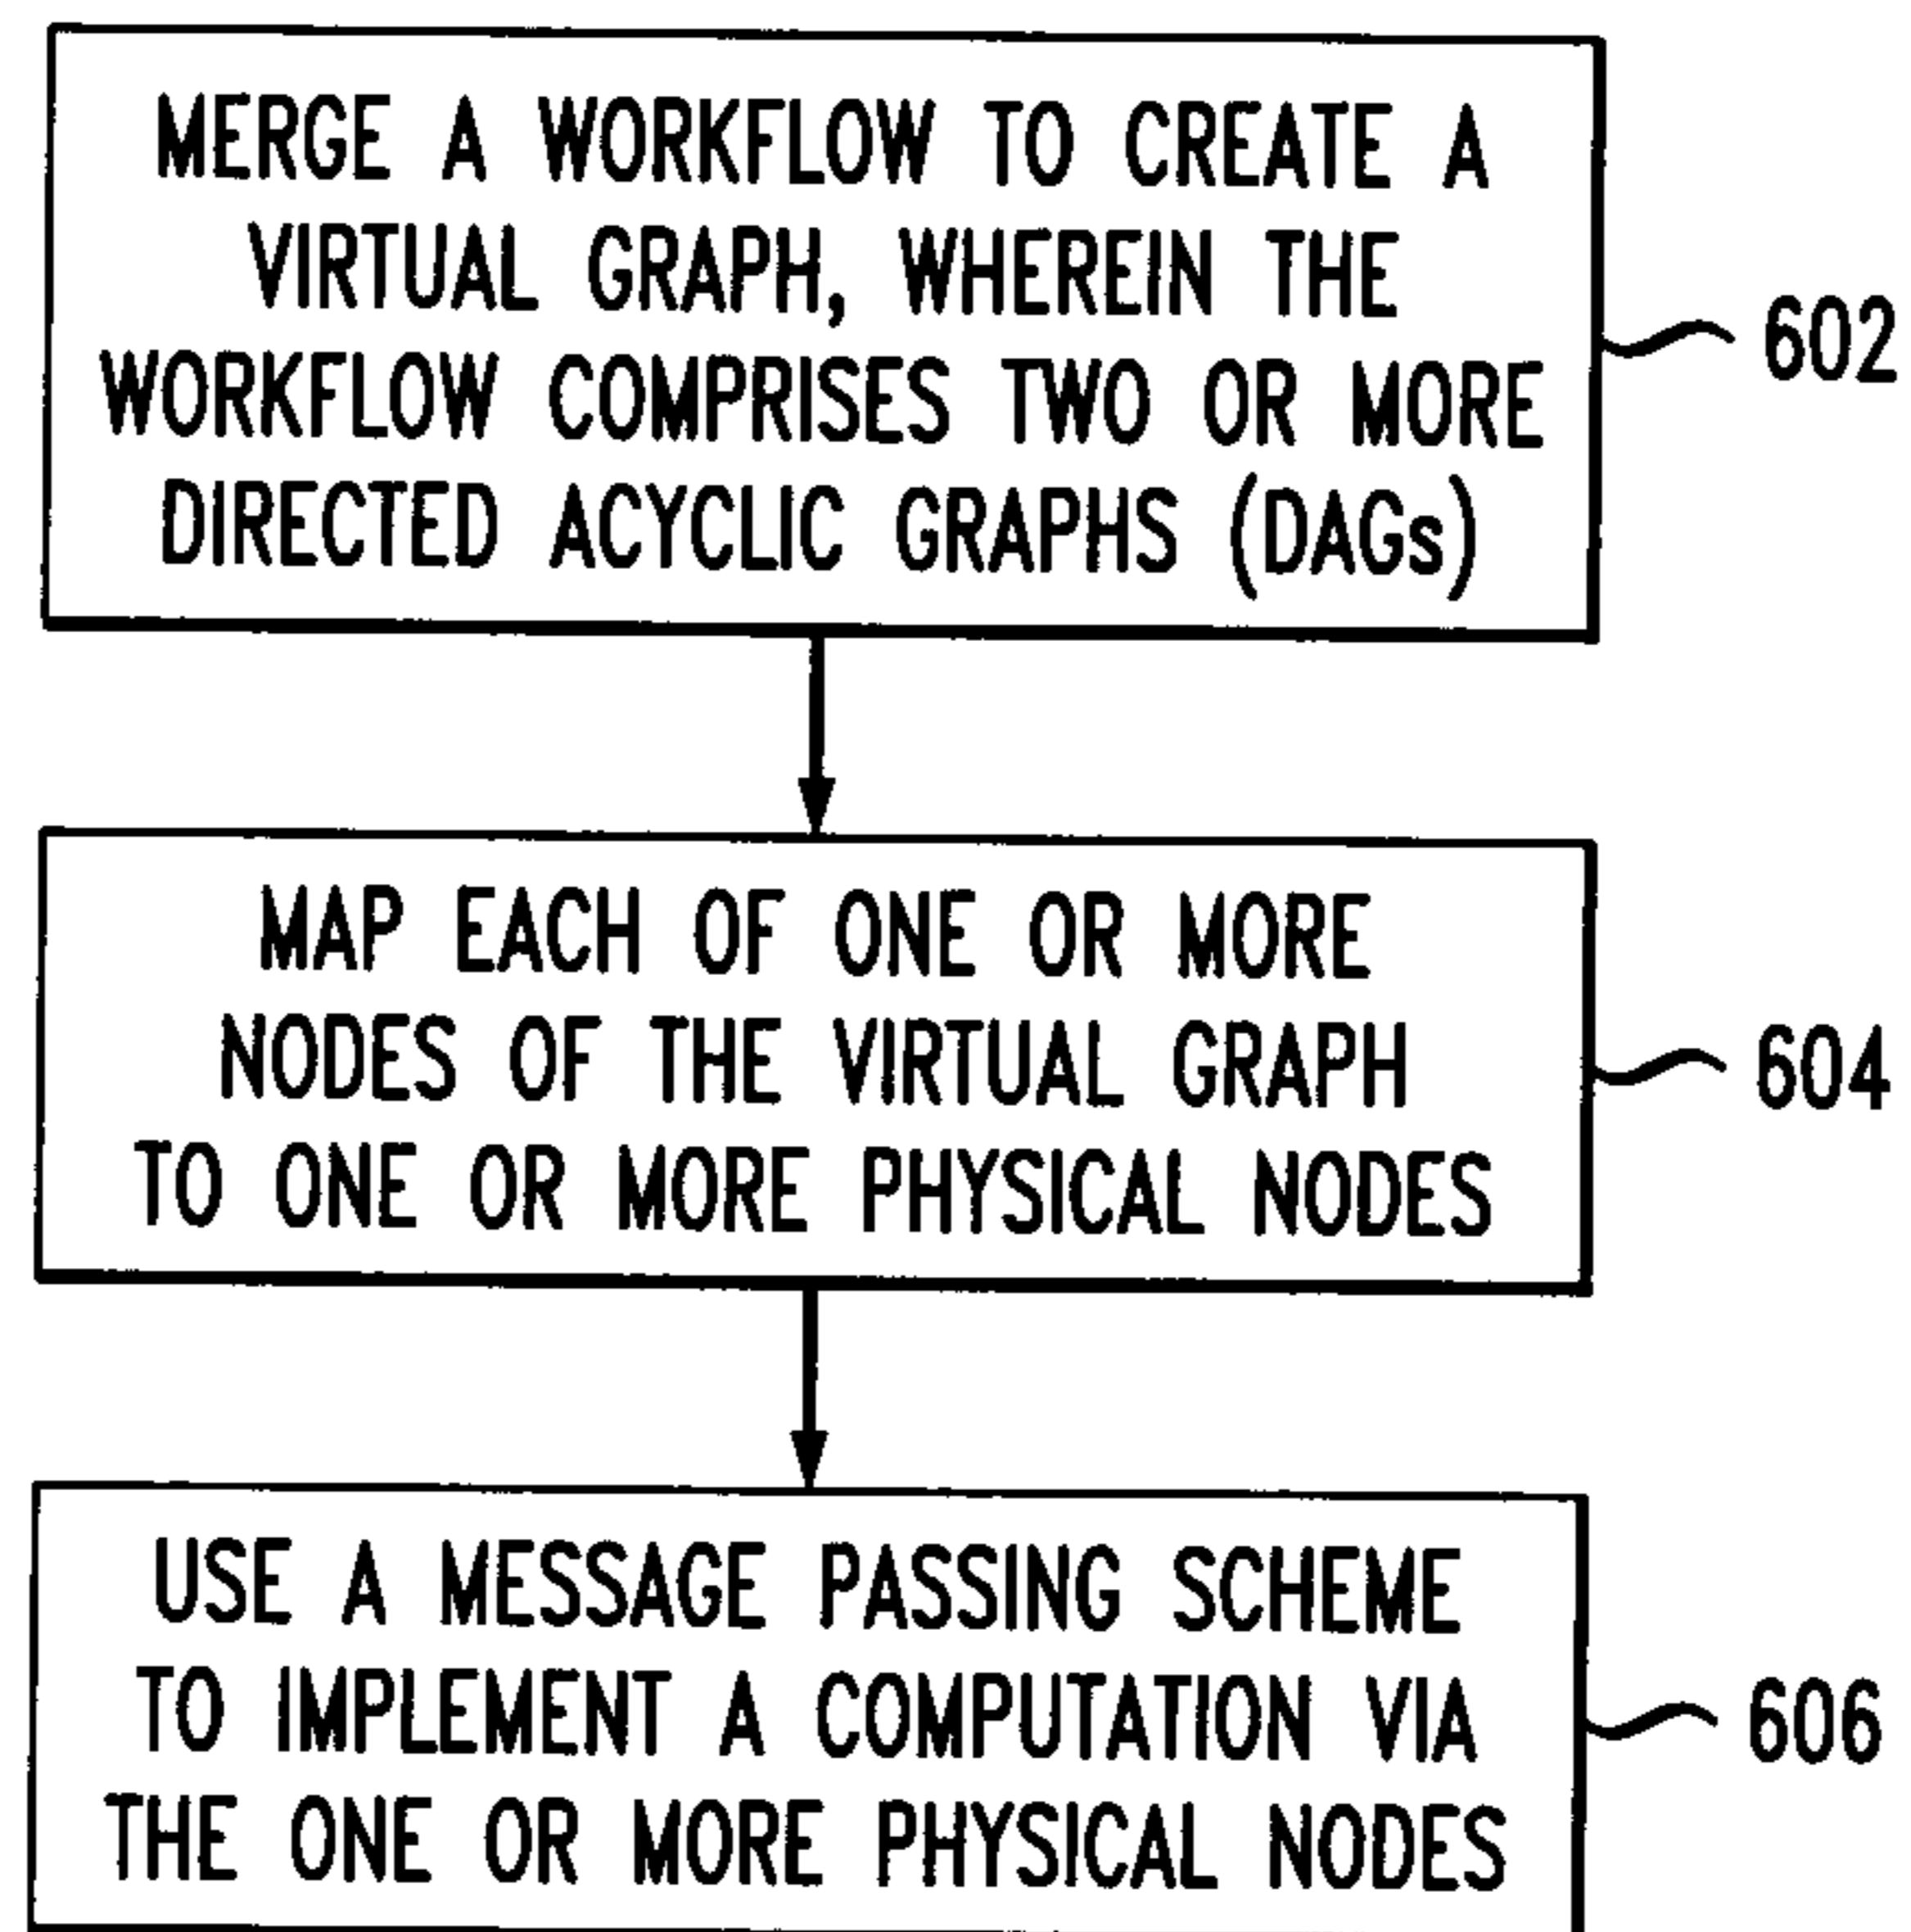 MERGE A WORKFLOW TO CREATE A
VIRTUAL GRAPH, WHEREIN THE
WORKFLOW COMPRISES TWO OR MORE
DIRECTED ACYCLIC GRAPHS (DAGs)
602
MAP EACH OF ONE OR MORE
NODES OF THE VIRTUAL GRAPH
TO ONE OR MORE PHYSICAL NODES
604
USE A MESSAGE PASSING SCHEME
TO IMPLEMENT A COMPUTATION VIA
THE ONE OR MORE PHYSICAL NODES
606